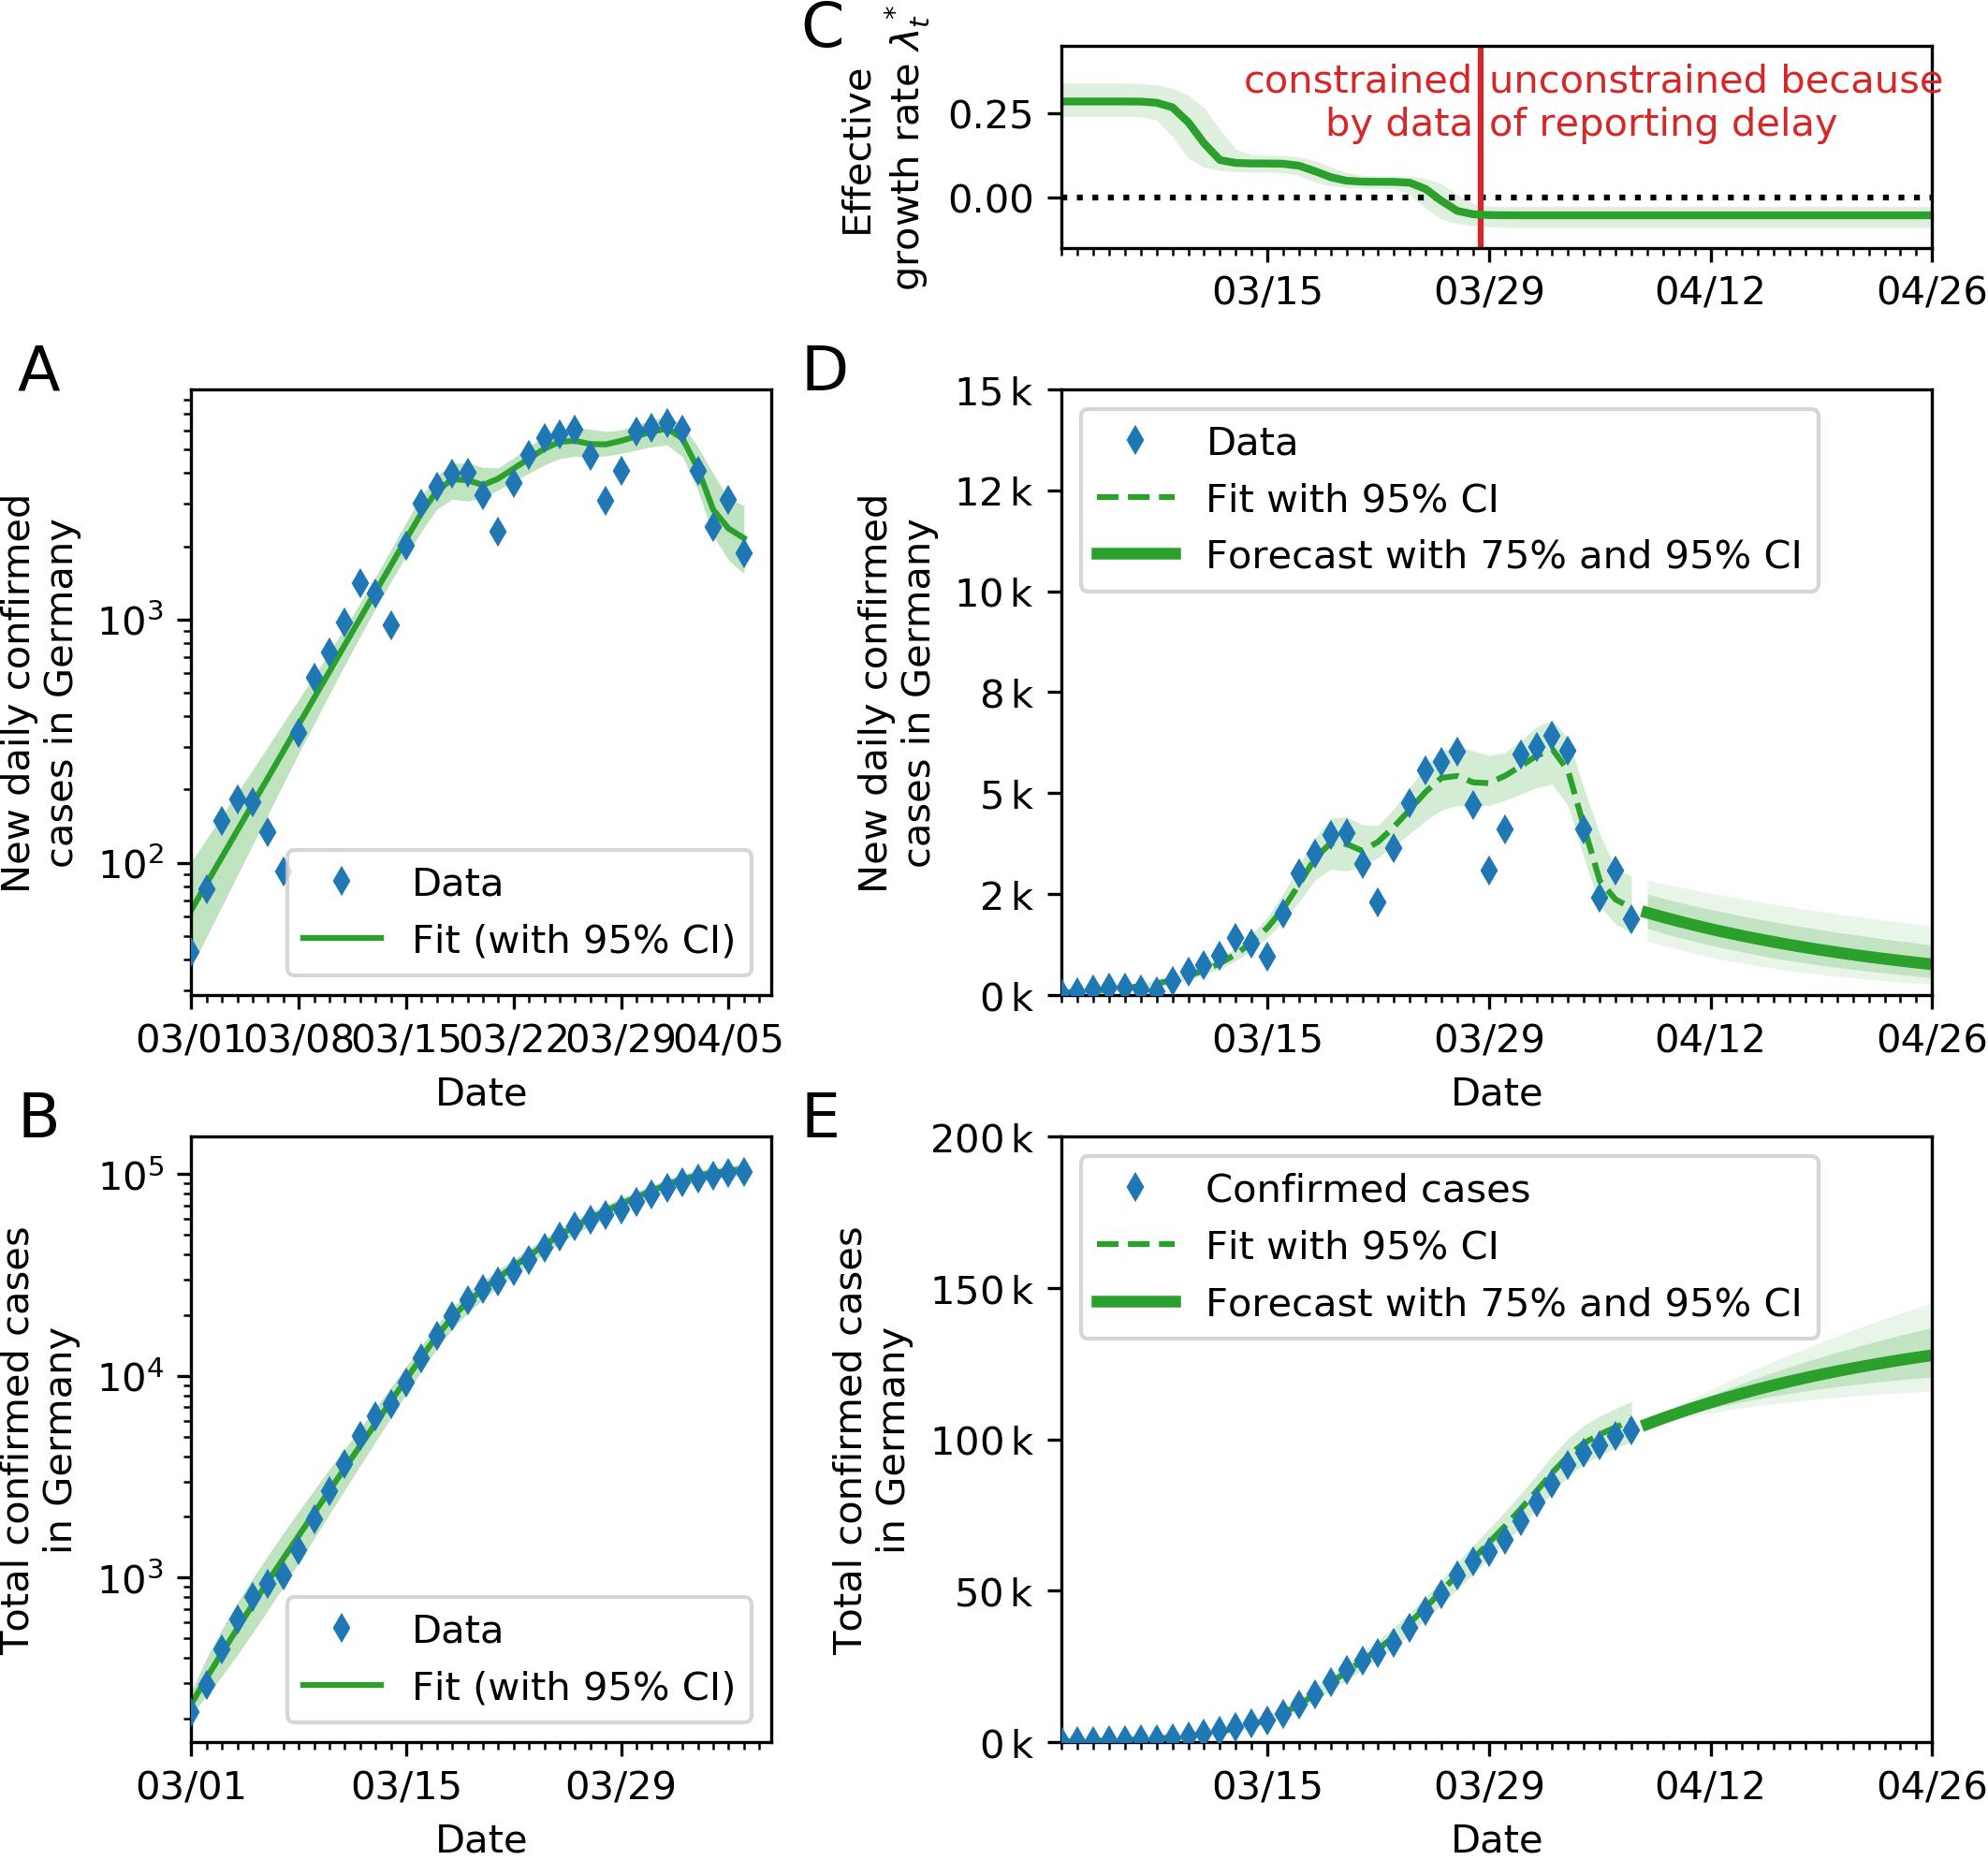 C
Effective
growth rate λ*t
0.25
0.00
constrained
by data
unconstrained because
of reporting delay
03/15
03/29
04/12
04/26
A
New daily confirmed
cases in Germany
10³
10²
Data
Fit (with 95% CI)
03/01
03/08
03/15
03/22
03/29
04/05
Date
D
New daily confirmed
cases in Germany
15 k
12 k
10 k
8 k
5 k
2 k
0 k
Data
Fit with 95% CI
Forecast with 75% and 95% CI
03/15
03/29
04/12
04/26
Date
B
Total confirmed cases
in Germany
10⁵
10⁴
10³
Data
Fit (with 95% CI)
03/01
03/15
03/29
Date
E
Total confirmed cases
in Germany
200 k
150 k
100 k
50 k
0 k
Confirmed cases
Fit with 95% CI
Forecast with 75% and 95% CI
03/15
03/29
04/12
04/26
Date